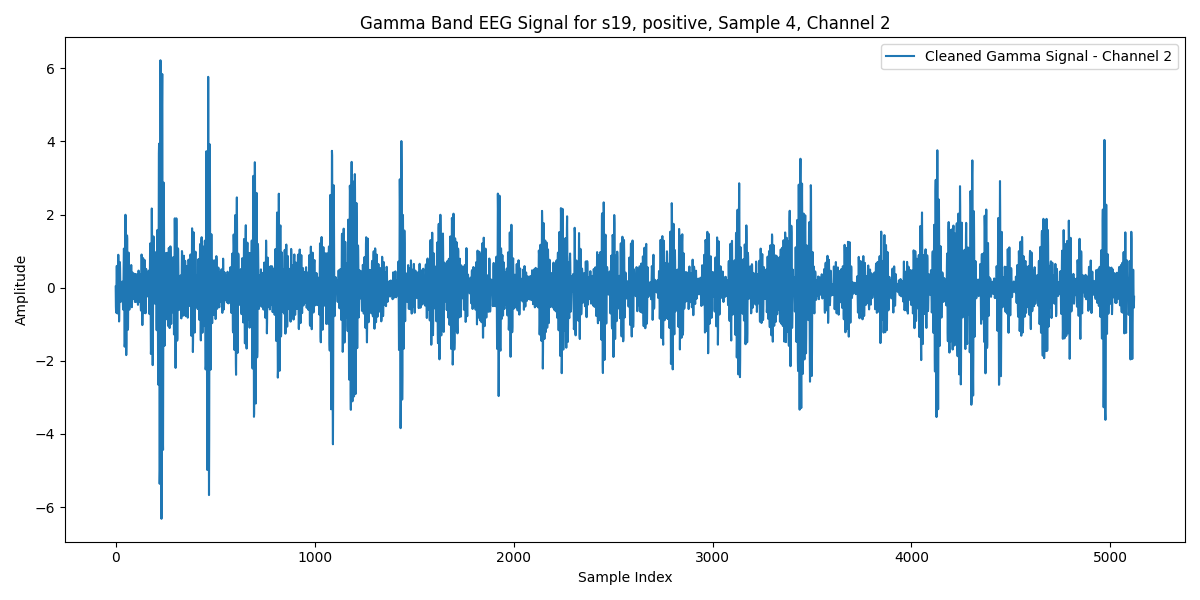 Gamma Band EEG Signal for s19, positive, Sample 4, Channel 2
Cleaned Gamma Signal - Channel 2
6
4
2
0
−2
−4
−6
Amplitude
0 1000 2000 3000 4000 5000
Sample Index